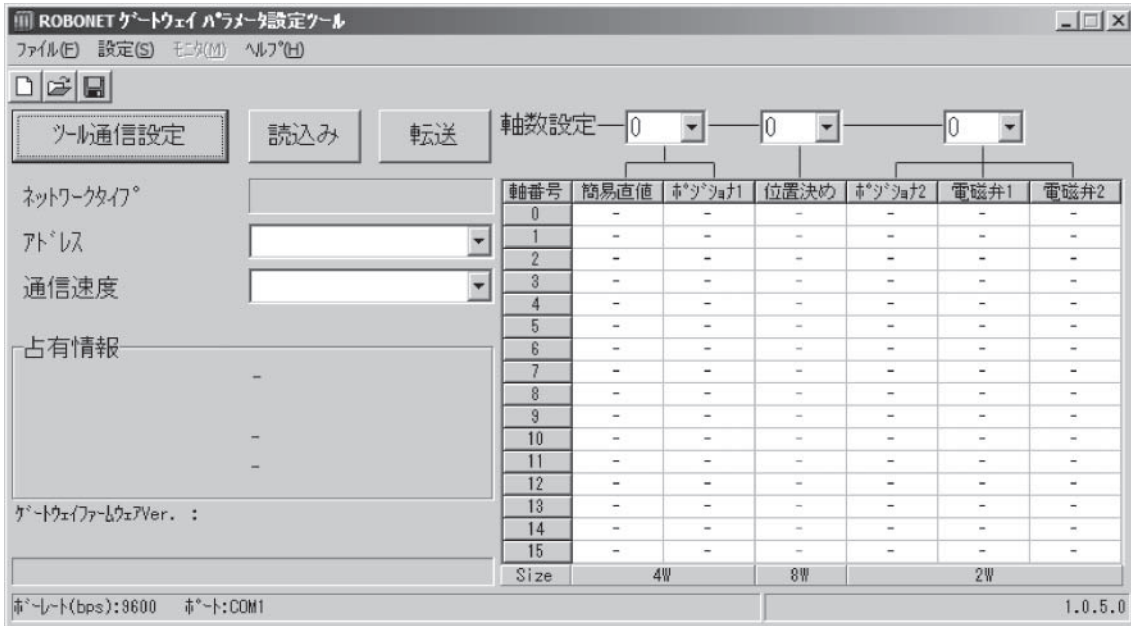 ROBONET ｹﾞｰﾄｳｪｲ ﾊﾟﾗﾒｰﾀ設定ﾂｰﾙ
ﾌｧｲﾙ(F) 設定(S) ﾓﾆﾀ(M) ﾍﾙﾌﾟ(H)
ﾂｰﾙ通信設定 読込み 転送
軸数設定 0 0 0
ﾈｯﾄﾜｰｸﾀｲﾌﾟ
ｱﾄﾞﾚｽ
通信速度
占有情報
-
-
-
ｹﾞｰﾄｳｪｲﾌｧｰﾑｳｪｱVer. :
軸番号 簡易直値 ﾎﾟｼﾞｼｮﾅ1 位置決め ﾎﾟｼﾞｼｮﾅ2 電磁弁1 電磁弁2
0 - - - - - -
1 - - - - - -
2 - - - - - -
3 - - - - - -
4 - - - - - -
5 - - - - - -
6 - - - - - -
7 - - - - - -
8 - - - - - -
9 - - - - - -
10 - - - - - -
11 - - - - - -
12 - - - - - -
13 - - - - - -
14 - - - - - -
15 - - - - - -
Size 4W 8W 2W
ﾎﾞｰﾚｰﾄ(bps):9600 ﾎﾟｰﾄ:COM1 1.0.5.0